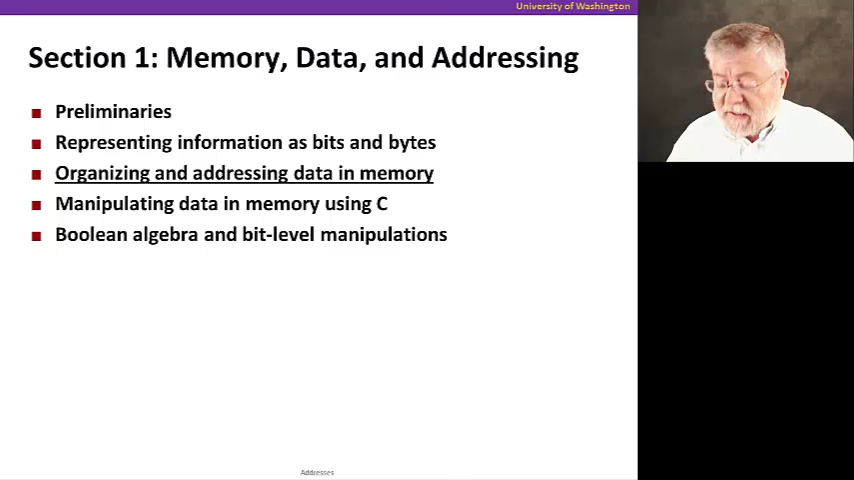 University of Washington
Section 1: Memory, Data, and Addressing
Preliminaries
Representing information as bits and bytes
Organizing and addressing data in memory
Manipulating data in memory using C
Boolean algebra and bit-level manipulations
Addresses